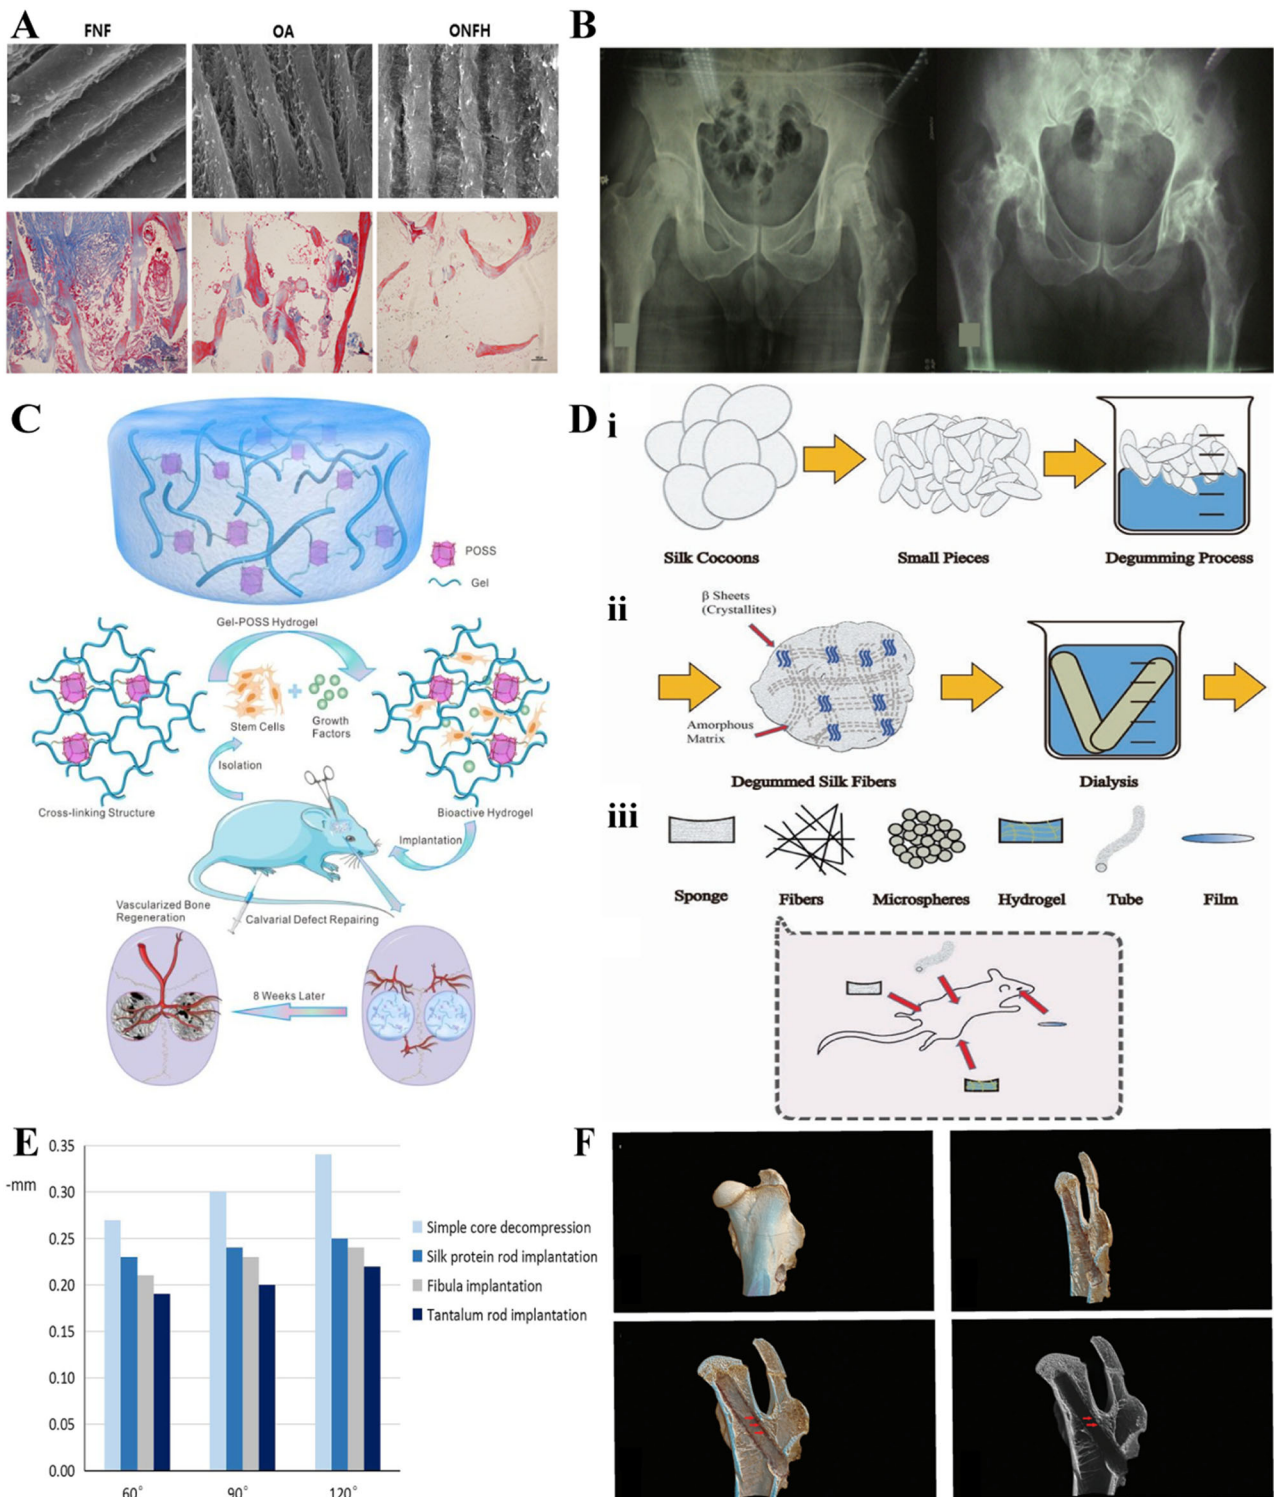 A
FNF
OA
ONFH
B
C
POSS
Gel
Gel-POSS Hydrogel
Stem Cells
Growth
Factors
Isolation
Cross-linking Structure
Bioactive Hydrogel
Implantation
Vascularized Bone
Regeneration
Calvarial Defect Repairing
8 Weeks Later
D
i
Silk Cocoons
Small Pieces
Degumming Process
ii
β Sheets
(Crystallites)
Amorphous
Matrix
Degummed Silk Fibers
Dialysis
iii
Sponge
Fibers
Microspheres
Hydrogel
Tube
Film
E
-mm
0.35
0.30
0.25
0.20
0.15
0.10
0.05
0.00
60°
90°
120°
Simple core decompression
Silk protein rod implantation
Fibula implantation
Tantalum rod implantation
F